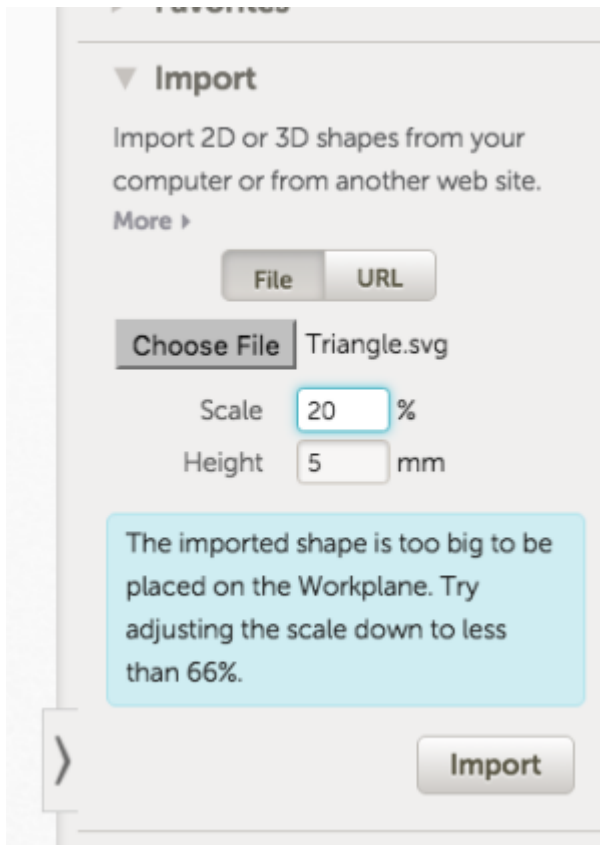 Favorites
Import
Import 2D or 3D shapes from your
computer or from another web site.
More
File URL
Choose File Triangle.svg
Scale 20 %
Height 5 mm
The imported shape is too big to be
placed on the Workplane. Try
adjusting the scale down to less
than 66%.
Import